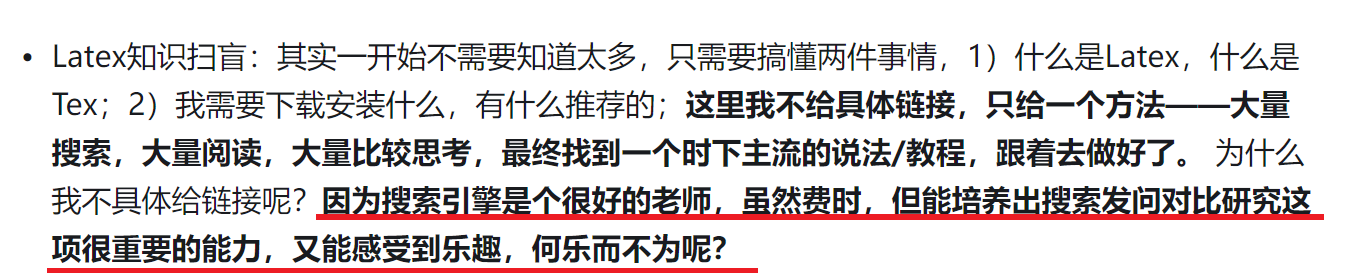 • Latex知识扫盲：其实一开始不需要知道太多，只需要搞懂两件事情，1）什么是Latex，什么是
Tex；2）我需要下载安装什么，有什么推荐的；这里我不给具体链接，只给一个方法——大量
搜索，大量阅读，大量比较思考，最终找到一个时下主流的说法/教程，跟着去做好了。 为什么
我不具体给链接呢？因为搜索引擎是个很好的老师，虽然费时，但能培养出搜索发问对比研究这
项很重要的能力，又能感受到乐趣，何乐而不为呢？